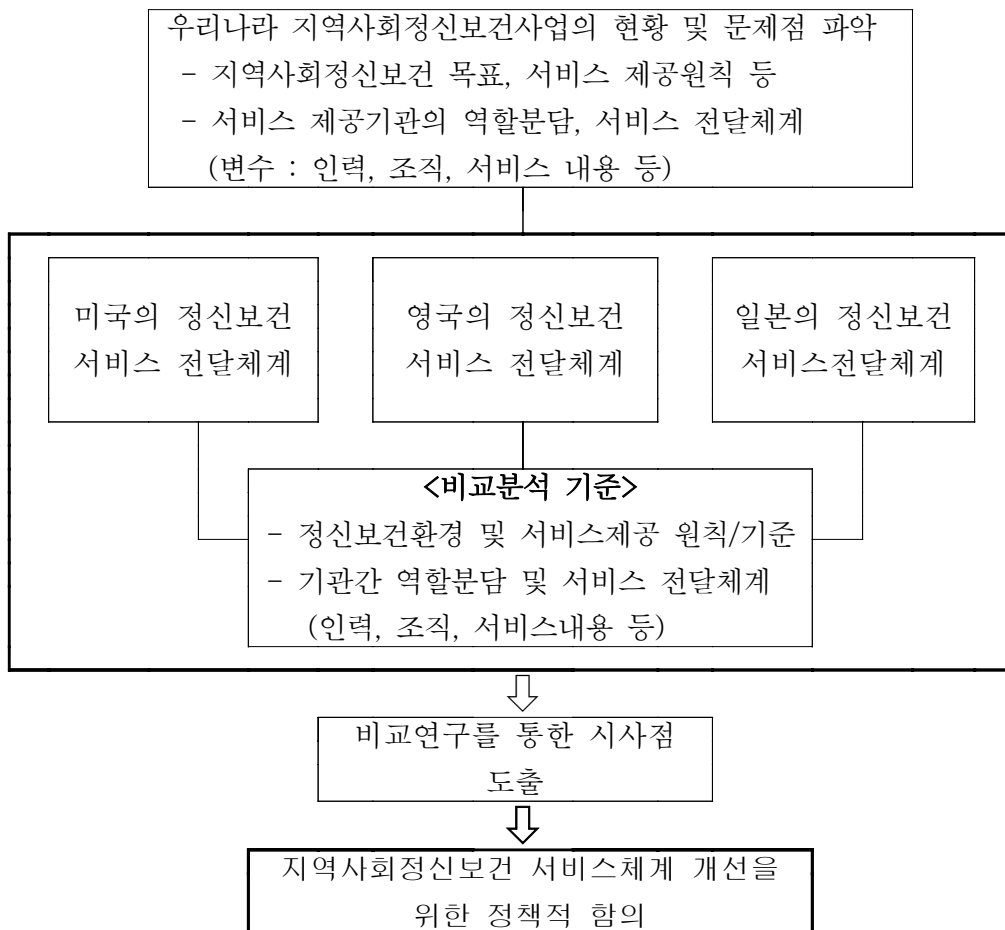 우리나라 지역사회정신보건사업의 현황 및 문제점 파악
- 지역사회정신보건 목표, 서비스 제공원칙 등
- 서비스 제공기관의 역할분담, 서비스 전달체계
(변수 : 인력, 조직, 서비스 내용 등)
미국의 정신보건
서비스 전달체계
영국의 정신보건
서비스 전달체계
일본의 정신보건
서비스전달체계
<비교분석 기준>
- 정신보건환경 및 서비스제공 원칙/기준
- 기관간 역할분담 및 서비스 전달체계
(인력, 조직, 서비스내용 등)
비교연구를 통한 시사점
도출
지역사회정신보건 서비스체계 개선을
위한 정책적 함의